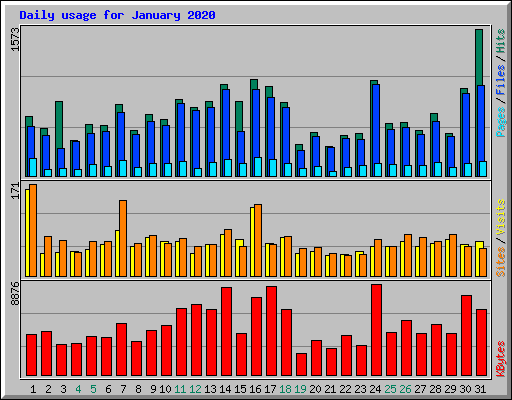 Daily usage for January 2020
1573
Pages / Files / Hits
171
Sites / Visits
8876
KBytes
1 2 3 4 5 6 7 8 9 10 11 12 13 14 15 16 17 18 19 20 21 22 23 24 25 26 27 28 29 30 31